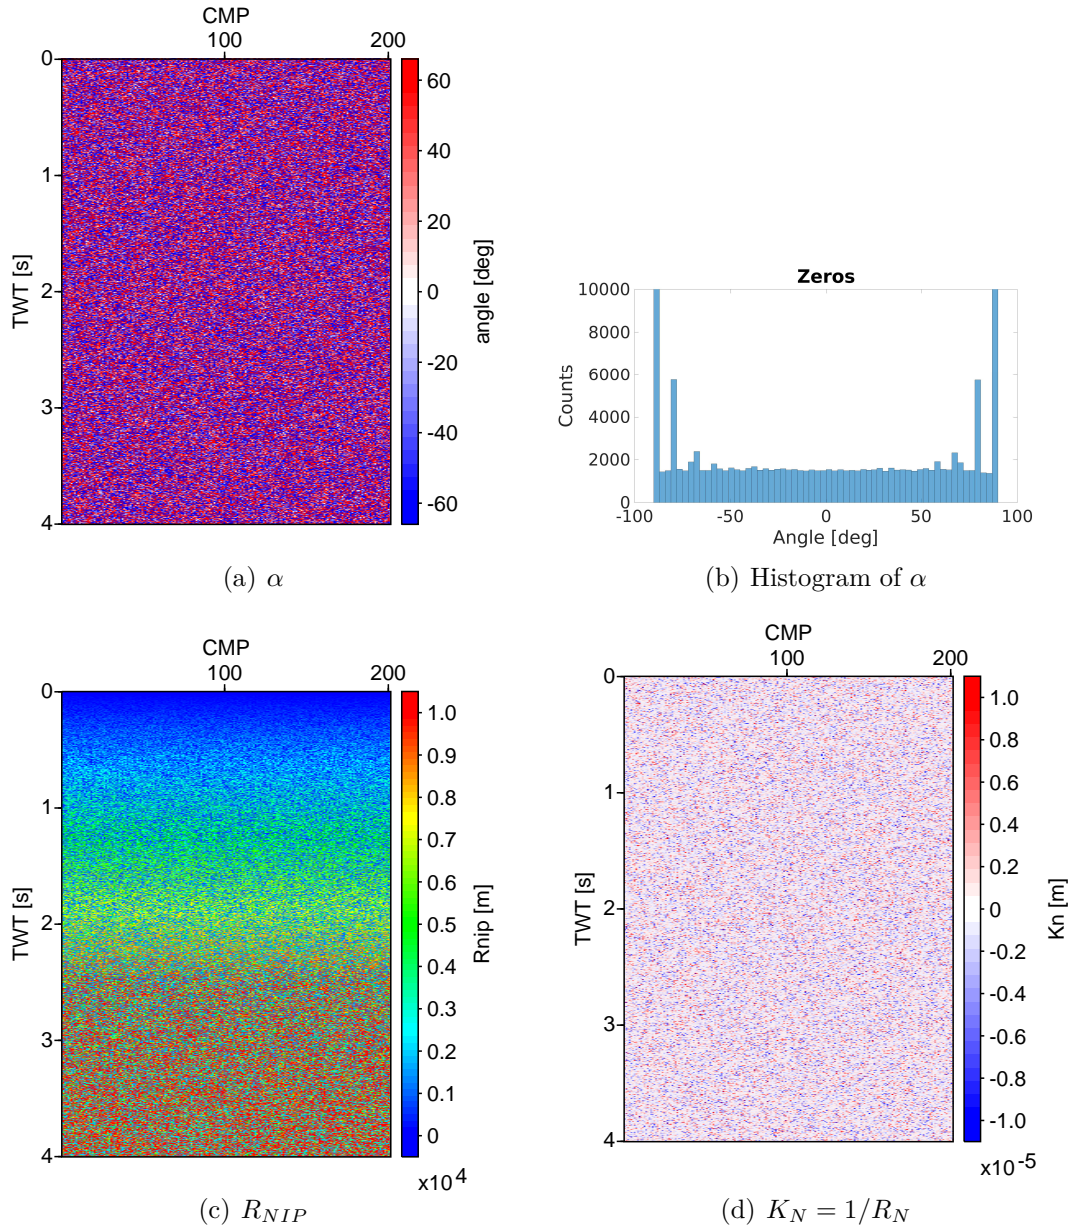 CMP
100 200
0
1
2
3
4
TWT [s]
60
40
20
0
-20
-40
-60
angle [deg]
(a) α
Zeros
10000
8000
6000
4000
2000
0
Counts
-100 -50 0 50 100
Angle [deg]
(b) Histogram of α
CMP
100 200
0
1
2
3
4
TWT [s]
1.0
0.9
0.8
0.7
0.6
0.5
0.4
0.3
0.2
0.1
0
Rnip [m]
x10^4
(c) R_{NIP}
CMP
100 200
0
1
2
3
4
TWT [s]
1.0
0.8
0.6
0.4
0.2
0
-0.2
-0.4
-0.6
-0.8
-1.0
Kn [m]
x10^-5
(d) K_N = 1/R_N